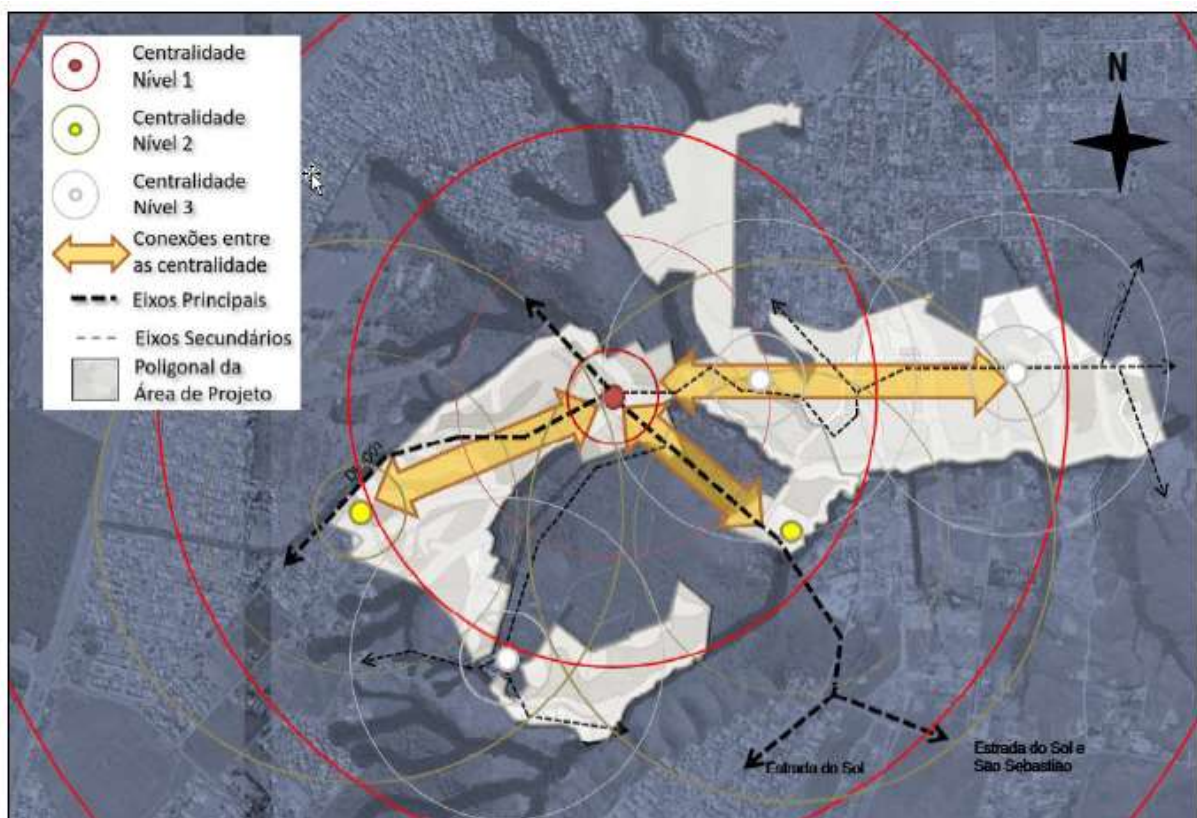 Centralidade
Nível 1
Centralidade
Nível 2
Centralidade
Nível 3
Conexões entre
as centralidade
Eixos Principais
Eixos Secundários
Poligonal da
Área de Projeto
N
Estrada do Sol
Estrada do Sol e
São Sebastião